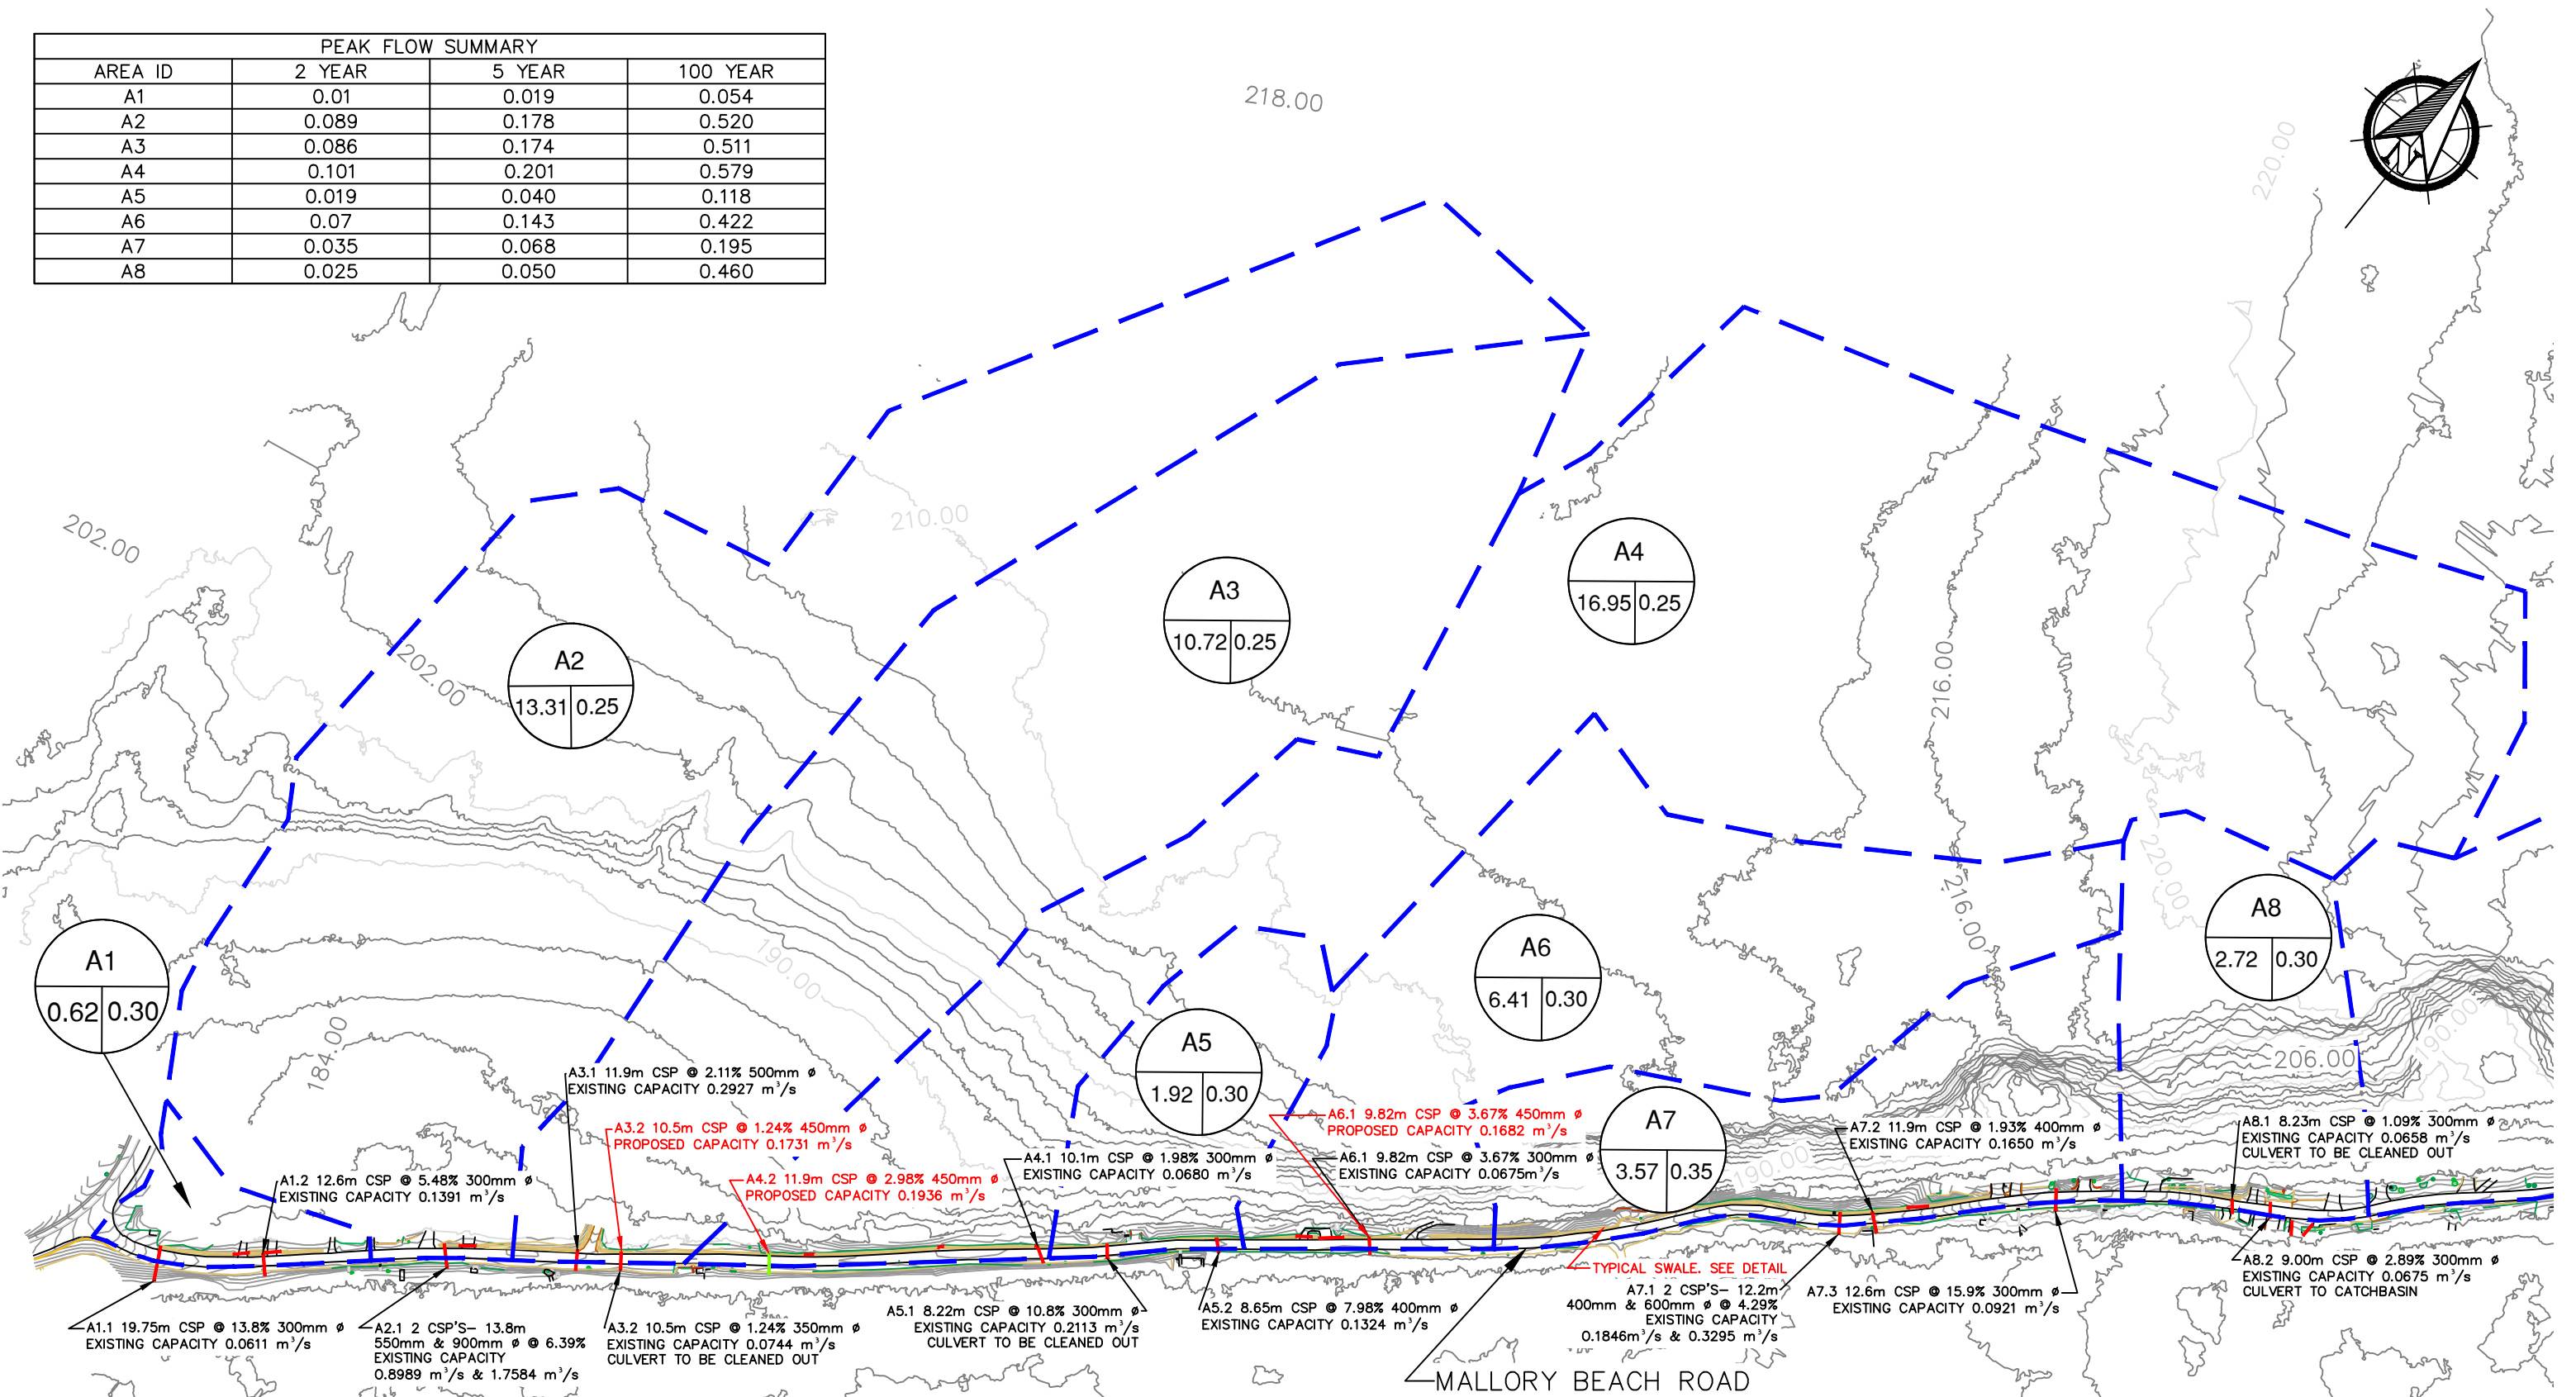 PEAK FLOW SUMMARY
AREA ID 2 YEAR 5 YEAR 100 YEAR
A1 0.01 0.019 0.054
A2 0.089 0.178 0.520
A3 0.086 0.174 0.511
A4 0.101 0.201 0.579
A5 0.019 0.040 0.118
A6 0.07 0.143 0.422
A7 0.035 0.068 0.195
A8 0.025 0.050 0.460
218.00
220.00
N
202.00
210.00
A4
16.95 0.25
A3
10.72 0.25
A2
13.31 0.25
202.00
216.00
220.00
216.00
A8
2.72 0.30
A6
6.41 0.30
A1
0.62 0.30
190.00
184.00
A5
1.92 0.30
190.00
206.00
A7
3.57 0.35
190.00
A3.1 11.9m CSP @ 2.11% 500mm ø
EXISTING CAPACITY 0.2927 m³/s
A3.2 10.5m CSP @ 1.24% 450mm ø
PROPOSED CAPACITY 0.1731 m³/s
A6.1 9.82m CSP @ 3.67% 450mm ø
PROPOSED CAPACITY 0.1682 m³/s
A7.2 11.9m CSP @ 1.93% 400mm ø
EXISTING CAPACITY 0.1650 m³/s
A8.1 8.23m CSP @ 1.09% 300mm ø
EXISTING CAPACITY 0.0658 m³/s
CULVERT TO BE CLEANED OUT
A1.2 12.6m CSP @ 5.48% 300mm ø
EXISTING CAPACITY 0.1391 m³/s
A4.2 11.9m CSP @ 2.98% 450mm ø
PROPOSED CAPACITY 0.1936 m³/s
A4.1 10.1m CSP @ 1.98% 300mm ø
EXISTING CAPACITY 0.0680 m³/s
A6.1 9.82m CSP @ 3.67% 300mm ø
EXISTING CAPACITY 0.0675m³/s
TYPICAL SWALE. SEE DETAIL
A1.1 19.75m CSP @ 13.8% 300mm ø
EXISTING CAPACITY 0.0611 m³/s
A2.1 2 CSP'S– 13.8m
550mm & 900mm ø @ 6.39%
EXISTING CAPACITY
0.8989 m³/s & 1.7584 m³/s
A3.2 10.5m CSP @ 1.24% 350mm ø
EXISTING CAPACITY 0.0744 m³/s
CULVERT TO BE CLEANED OUT
A5.1 8.22m CSP @ 10.8% 300mm ø
EXISTING CAPACITY 0.2113 m³/s
CULVERT TO BE CLEANED OUT
A5.2 8.65m CSP @ 7.98% 400mm ø
EXISTING CAPACITY 0.1324 m³/s
A7.1 2 CSP'S– 12.2m
400mm & 600mm ø @ 4.29%
EXISTING CAPACITY
0.1846m³/s & 0.3295 m³/s
A7.3 12.6m CSP @ 15.9% 300mm ø
EXISTING CAPACITY 0.0921 m³/s
A8.2 9.00m CSP @ 2.89% 300mm ø
EXISTING CAPACITY 0.0675 m³/s
CULVERT TO CATCHBASIN
MALLORY BEACH ROAD